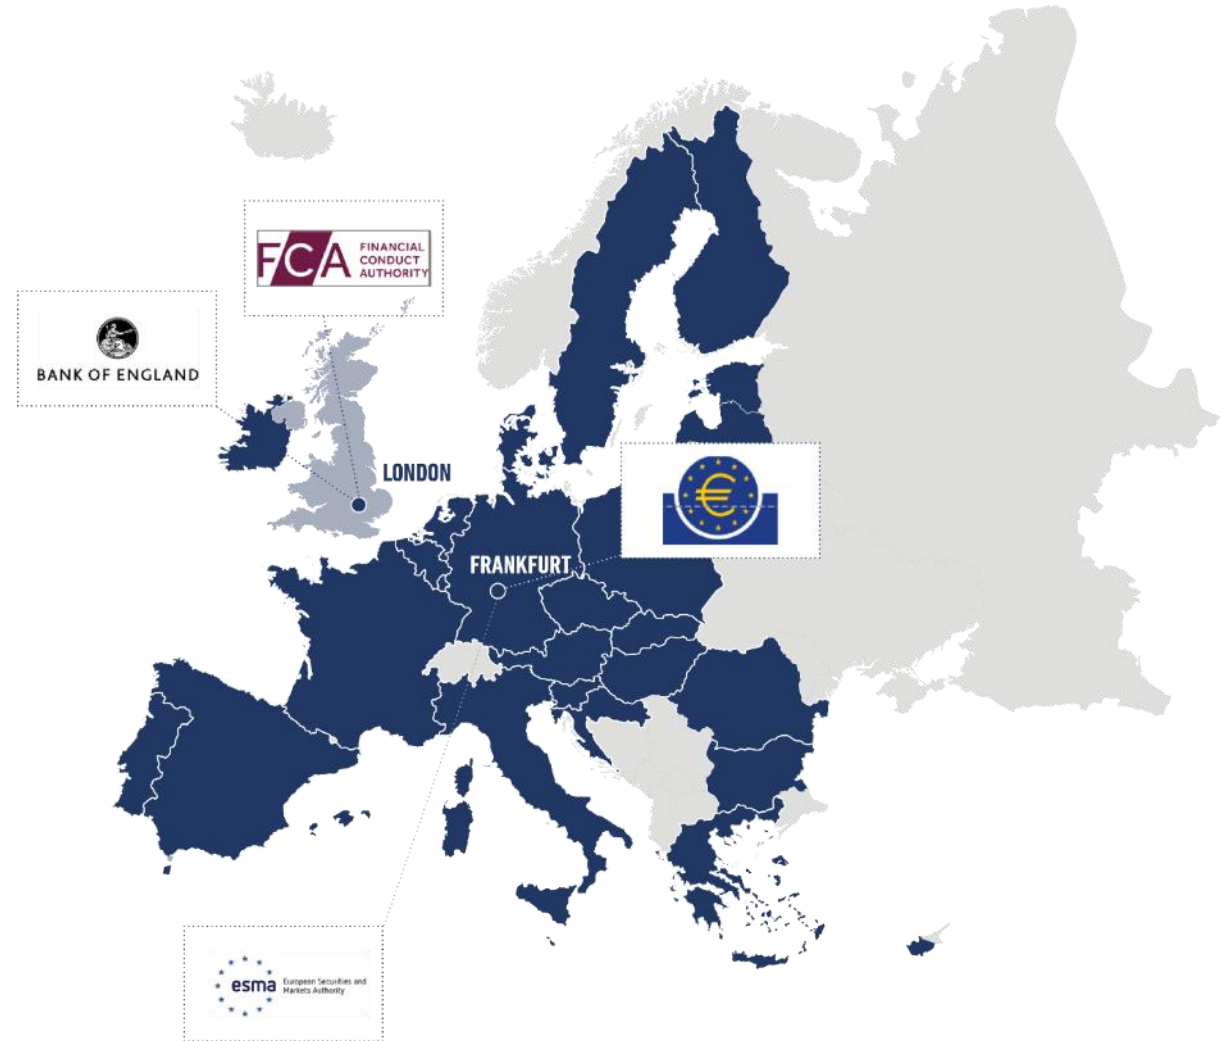 FCA
FINANCIAL
CONDUCT
AUTHORITY
BANK OF ENGLAND
LONDON
€
FRANKFURT
esma
European Securities and
Markets Authority